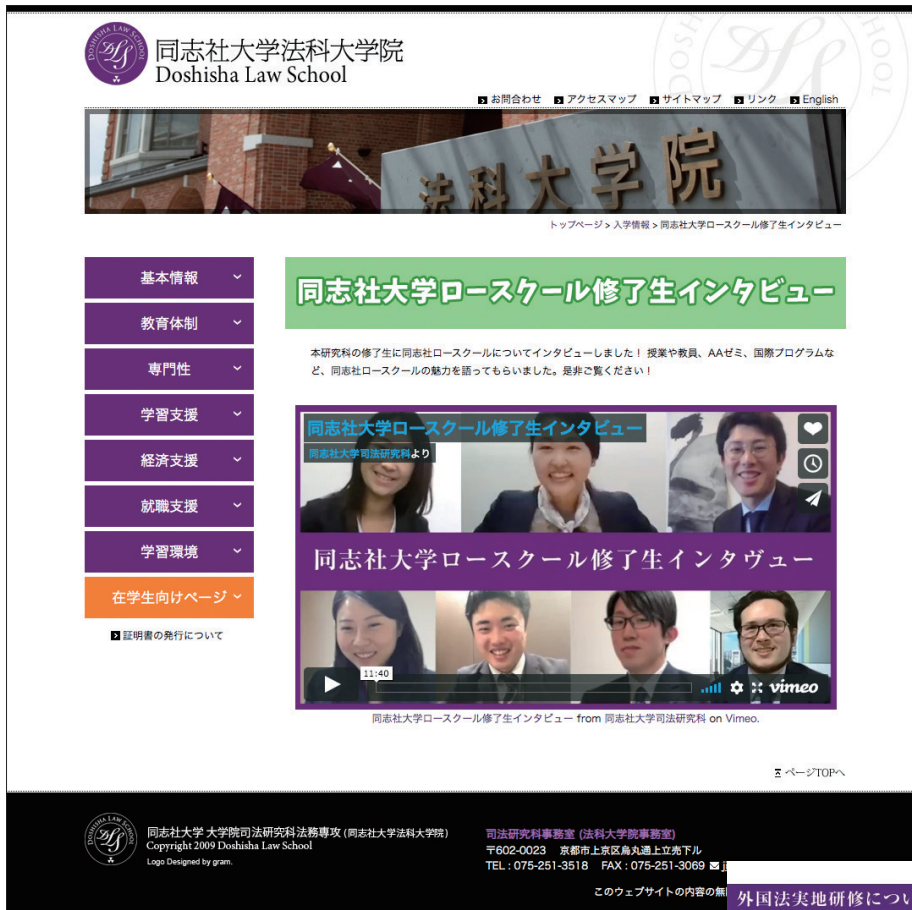 同志社大学法科大学院
Doshisha Law School
DOSHISHA LAW SCHOOL
お問合わせ アクセスマップ サイトマップ リンク English
法科大学院
トップページ > 入学情報 > 同志社大学ロースクール修了生インタビュー
基本情報
教育体制
専門性
学習支援
経済支援
就職支援
学習環境
在学生向けページ
証明書の発行について
同志社大学ロースクール修了生インタビュー
本研究科の修了生に同志社ロースクールについてインタビューしました！ 授業や教員、AAゼミ、国際プログラムな
ど、同志社ロースクールの魅力を語ってもらいました。是非ご覧ください！
同志社大学ロースクール修了生インタビュー
同志社大学司法研究科より
同志社大学ロースクール修了生インタヴュー
11:40
vimeo
同志社大学ロースクール修了生インタビュー from 同志社大学司法研究科 on Vimeo.
ページTOPへ
DOSHISHA LAW SCHOOL
同志社大学 大学院司法研究科法務専攻 (同志社大学法科大学院)
Copyright 2009 Doshisha Law School
Logo Designed by gram.
司法研究科事務室 (法科大学院事務室)
〒602-0023 京都市上京区烏丸通上立売下ル
TEL : 075-251-3518 FAX : 075-251-3069
このウェブサイトの内容の無
外国法実地研修につい